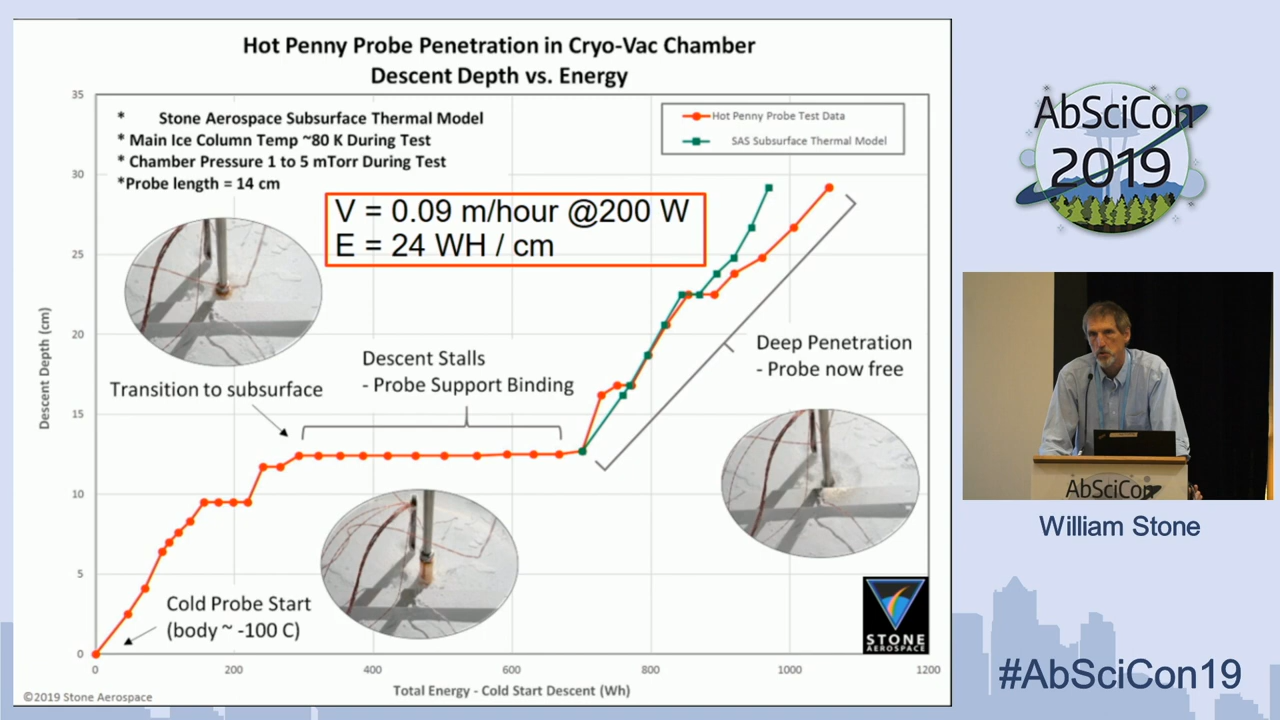 Hot Penny Probe Penetration in Cryo-Vac Chamber
Descent Depth vs. Energy
* Stone Aerospace Subsurface Thermal Model
* Main Ice Column Temp ~80 K During Test
* Chamber Pressure 1 to 5 mTorr During Test
*Probe length = 14 cm
Hot Penny Probe Test Data
SAS Subsurface Thermal Model
V = 0.09 m/hour @200 W
E = 24 WH / cm
Transition to subsurface
Descent Stalls
- Probe Support Binding
Deep Penetration
- Probe now free
Cold Probe Start
(body ~ -100 C)
Descent Depth (cm)
35
30
25
20
15
10
5
0
0
200
400
600
800
1000
1200
Total Energy - Cold Start Descent (Wh)
STONE
AEROSPACE
©2019 Stone Aerospace
AbSciCon
2019
AbSciCon
William Stone
#AbSciCon19